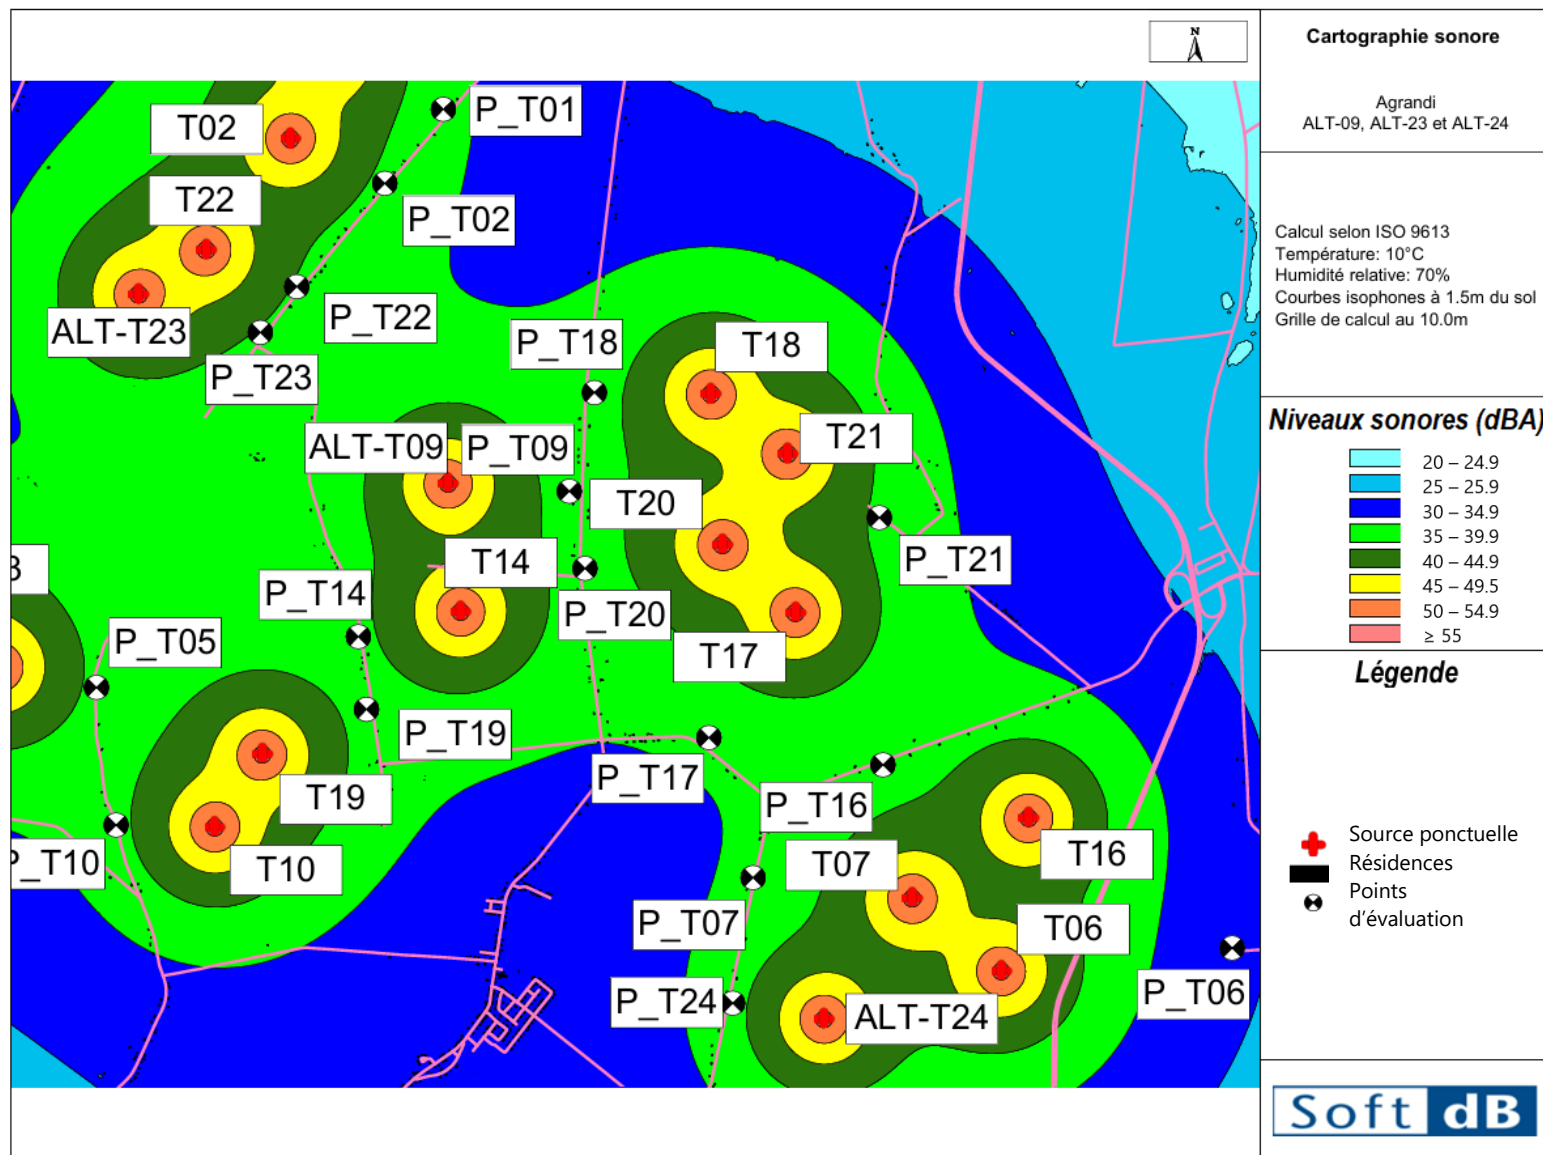 N
Cartographie sonore
Agrandi
ALT-09, ALT-23 et ALT-24
Calcul selon ISO 9613
Température: 10°C
Humidité relative: 70%
Courbes isophones à 1.5m du sol
Grille de calcul au 10.0m
Niveaux sonores (dBA)
20 – 24.9
25 – 25.9
30 – 34.9
35 – 39.9
40 – 44.9
45 – 49.5
50 – 54.9
≥ 55
Légende
Source ponctuelle
Résidences
Points
d'évaluation
Soft dB
P_T01
T02
T22
P_T02
P_T22
ALT-T23
P_T18
T18
P_T23
ALT-T09
P_T09
T21
T20
3
T14
P_T21
P_T14
P_T20
P_T05
T17
P_T19
P_T17
T19
P_T16
P_T10
T10
T07
T16
P_T07
T06
P_T24
ALT-T24
P_T06